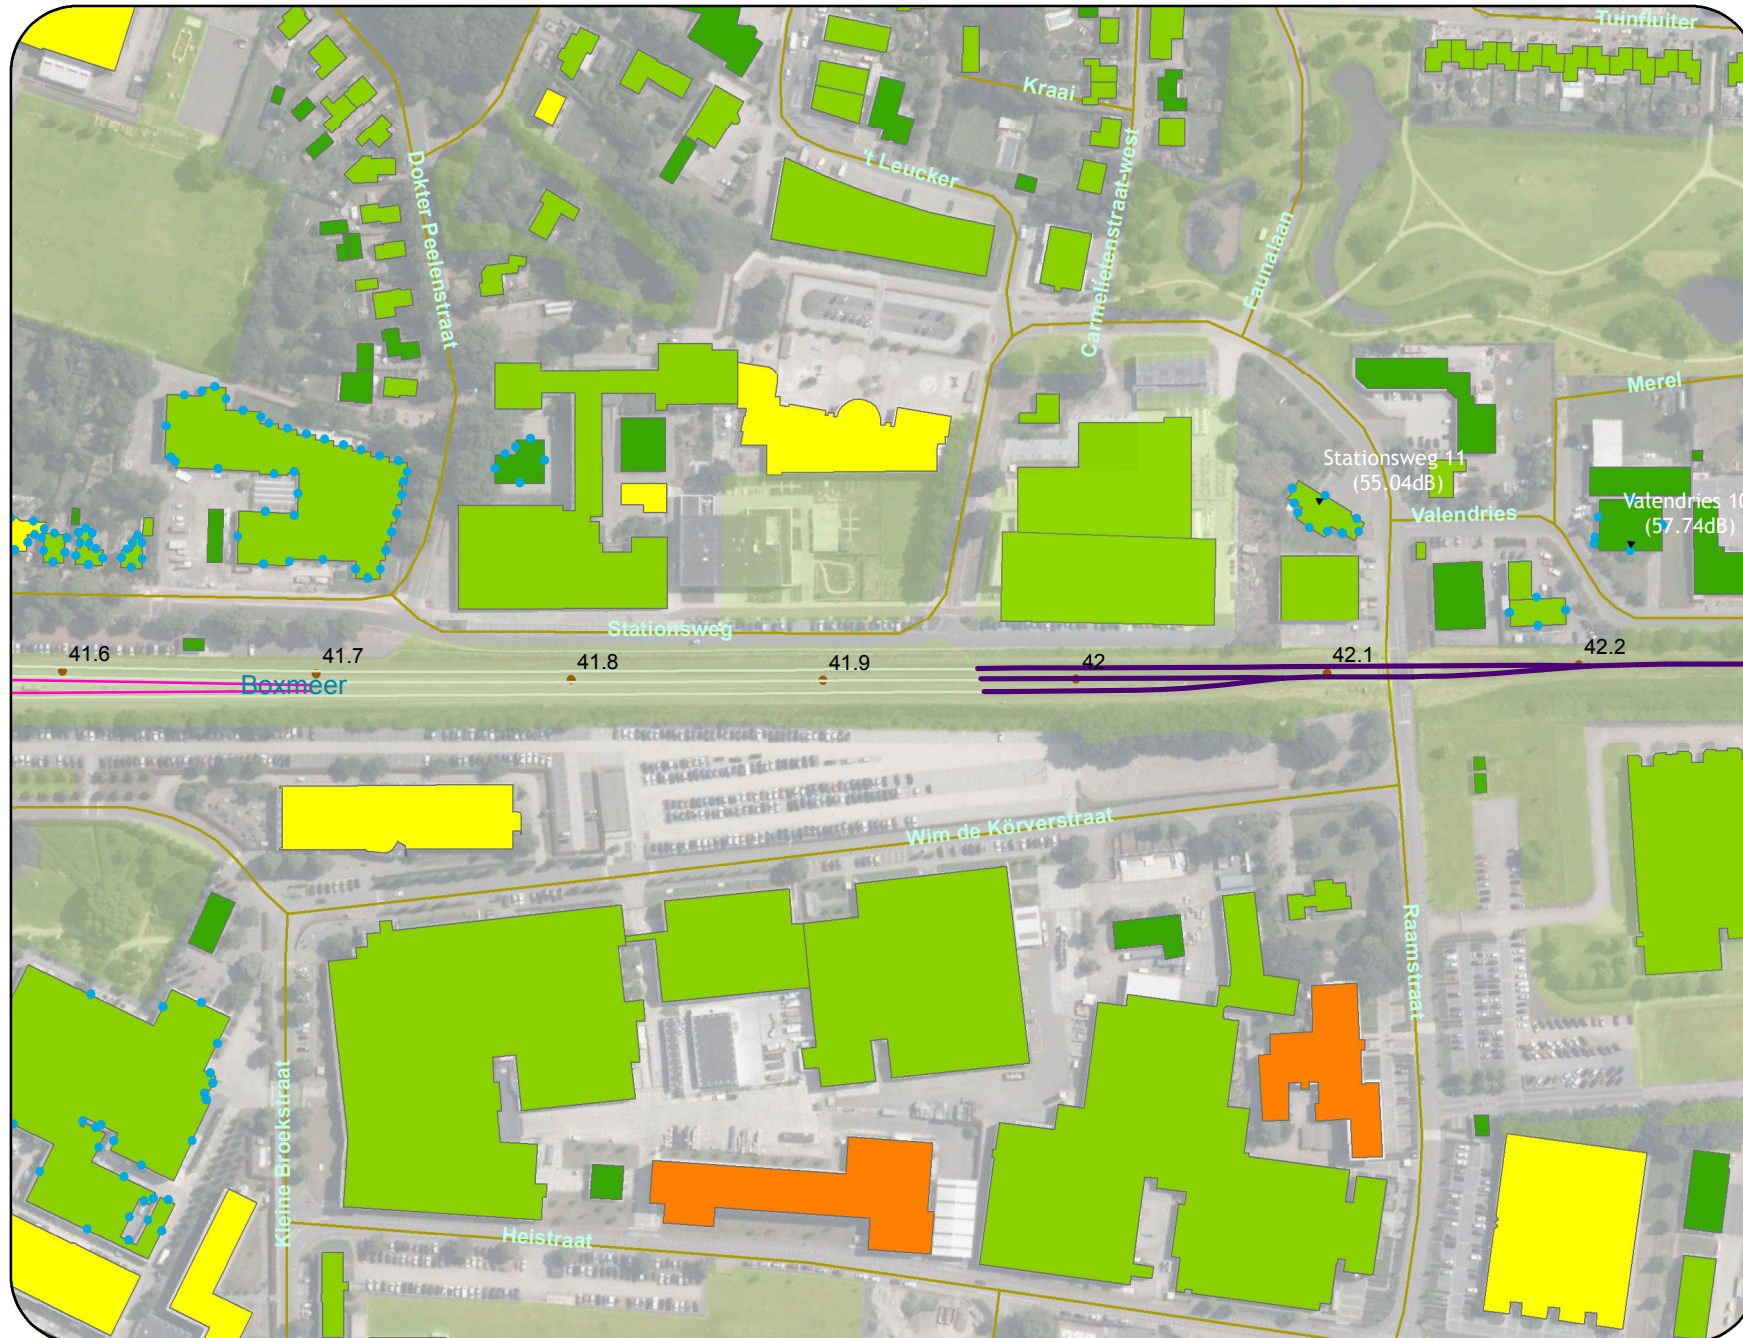 Tuinfluiter
Kraai
't Leucker
Dokter Peelenstraat
Carmelietenstraat-west
Faunalaan
Merel
Stationsweg 11
(55.04dB)
Valendries 10
(57.74dB)
Valendries
Stationsweg
41.6
41.7
41.8
41.9
42
42.1
42.2
Boxmeer
Wim de Körverstraat
Raamstraat
Kleine Broekstraat
Heistraat